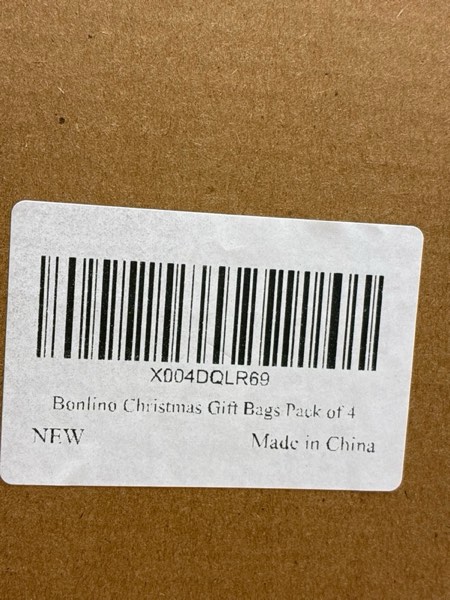 X004DQLR69
Bonlino Christmas Gift Bags Pack of 4
NEW
Made in China